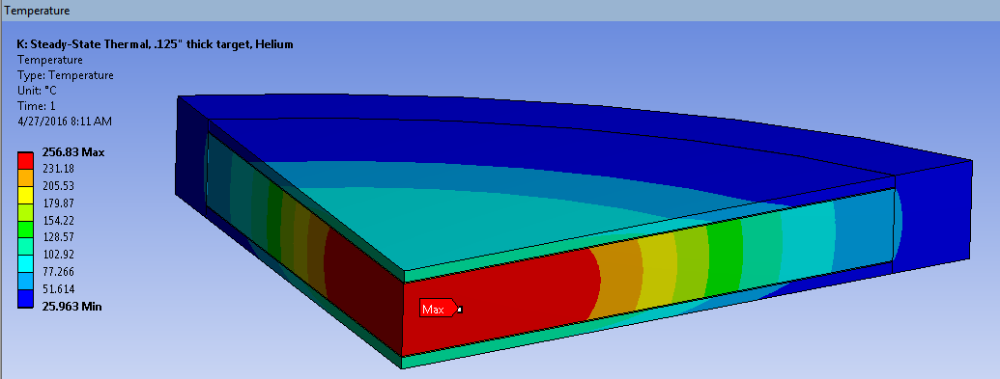 Temperature
K: Steady-State Thermal, .125" thick target, Helium
Temperature
Type: Temperature
Unit: °C
Time: 1
4/27/2016 8:11 AM
256.83 Max
231.18
205.53
179.87
154.22
128.57
102.92
77.266
51.614
25.963 Min
Max